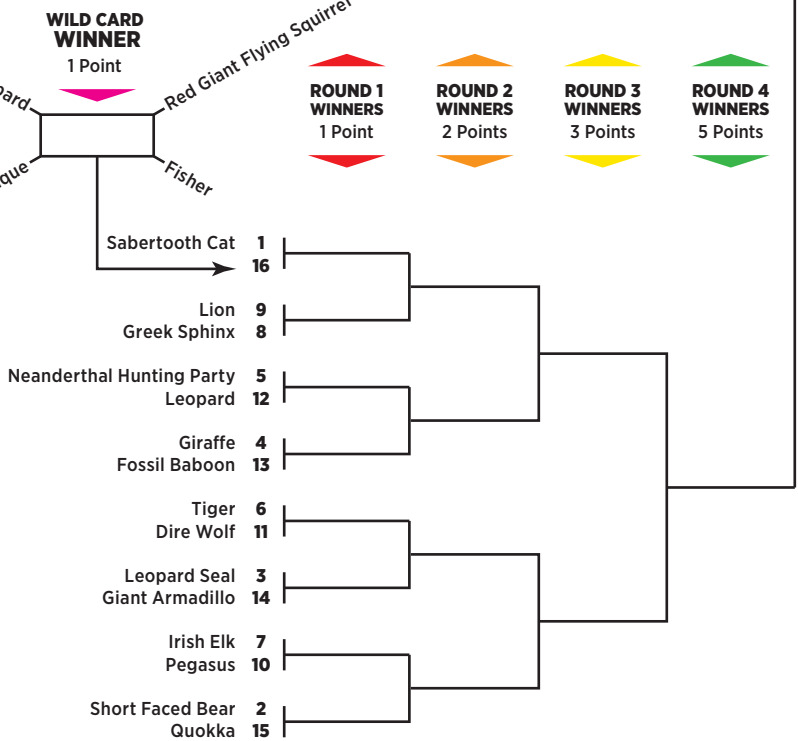 WILD CARD
WINNER
1 Point
Red Giant Flying Squirrel
Fisher
ROUND 1
WINNERS
1 Point
ROUND 2
WINNERS
2 Points
ROUND 3
WINNERS
3 Points
ROUND 4
WINNERS
5 Points
Sabertooth Cat 1
16
Lion 9
Greek Sphinx 8
Neanderthal Hunting Party 5
Leopard 12
Giraffe 4
Fossil Baboon 13
Tiger 6
Dire Wolf 11
Leopard Seal 3
Giant Armadillo 14
Irish Elk 7
Pegasus 10
Short Faced Bear 2
Quokka 15